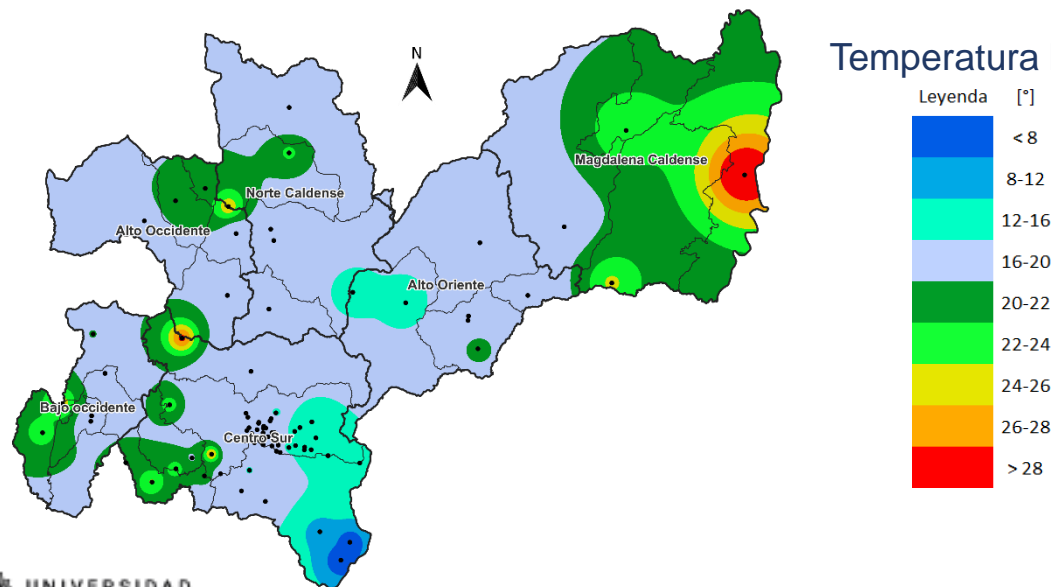 Temperatura
Leyenda [°]
< 8
8-12
12-16
16-20
20-22
22-24
24-26
26-28
> 28
N
Magdalena Caldense
Norte Caldense
Alto Occidente
Alto Oriente
Bajo occidente
Centro Sur
UNIVERSIDAD